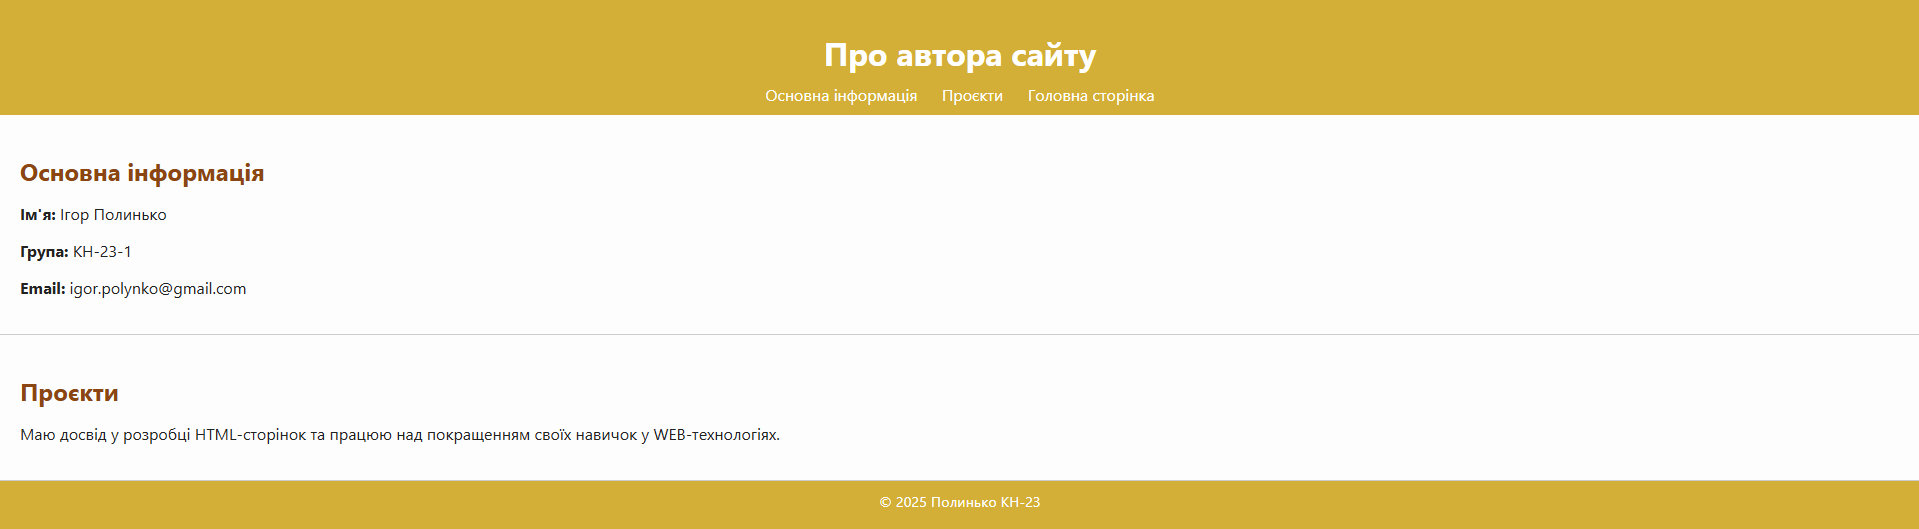 Про автора сайту
Основна інформація Проєкти Головна сторінка
Основна інформація
Ім'я: Ігор Полинько
Група: КН-23-1
Email: igor.polynko@gmail.com
Проєкти
Маю досвід у розробці HTML-сторінок та працюю над покращенням своїх навичок у WEB-технологіях.
© 2025 Полинько КН-23